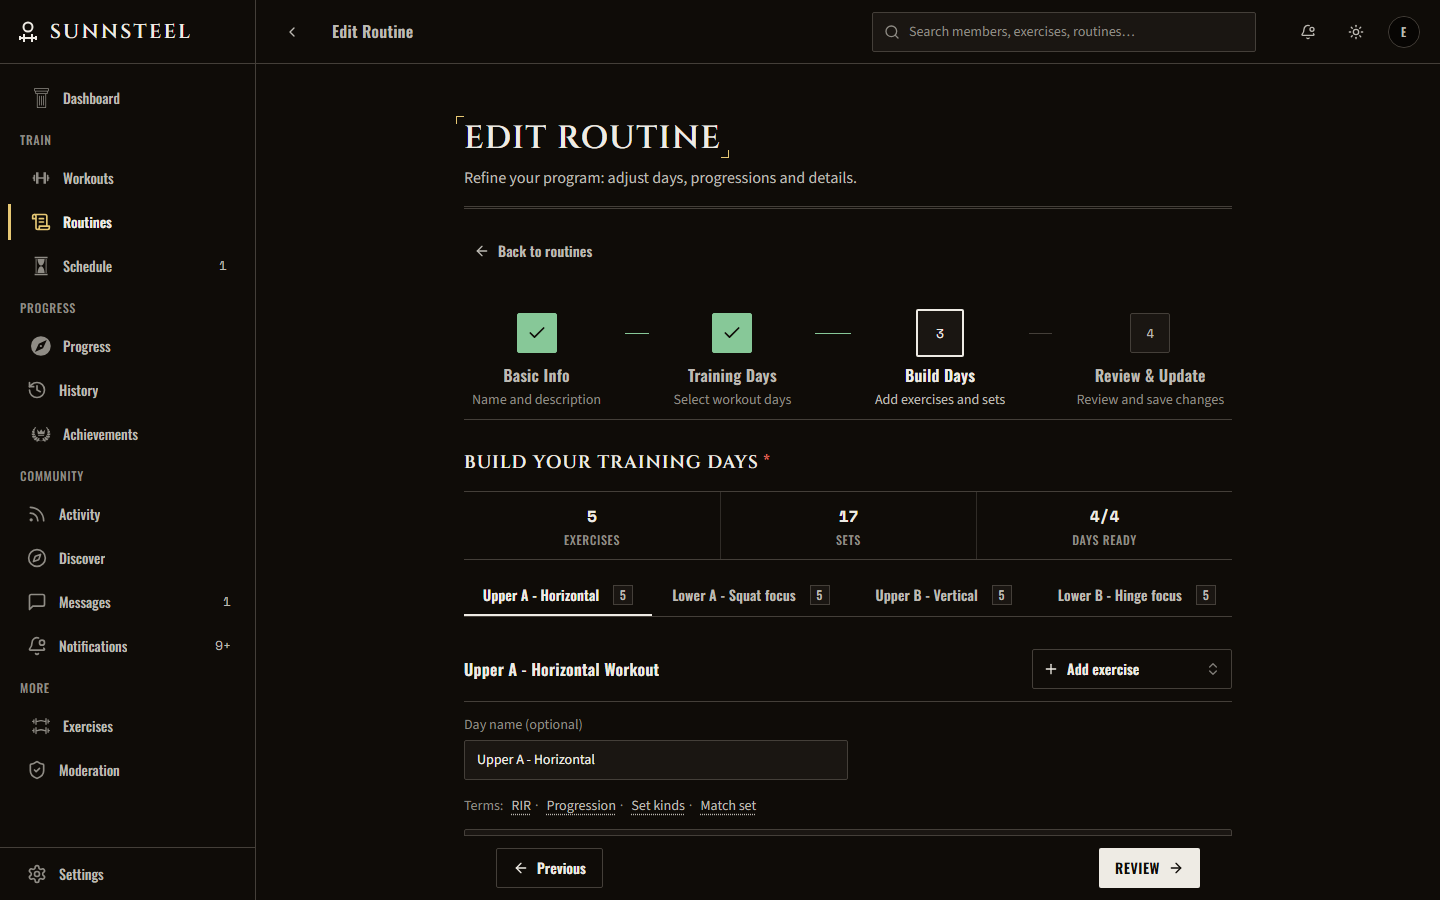 SUNNSTEEL
Edit Routine
Search members, exercises, routines…
E
Dashboard
TRAIN
Workouts
Routines
Schedule 1
PROGRESS
Progress
History
Achievements
COMMUNITY
Activity
Discover
Messages 1
Notifications 9+
MORE
Exercises
Moderation
Settings
EDIT ROUTINE
Refine your program: adjust days, progressions and details.
Back to routines
3 4
Basic Info Training Days Build Days Review & Update
Name and description Select workout days Add exercises and sets Review and save changes
BUILD YOUR TRAINING DAYS *
5 17 4/4
EXERCISES SETS DAYS READY
Upper A - Horizontal 5 Lower A - Squat focus 5 Upper B - Vertical 5 Lower B - Hinge focus 5
Upper A - Horizontal Workout
Add exercise
Day name (optional)
Upper A - Horizontal
Terms: RIR · Progression · Set kinds · Match set
Previous
REVIEW